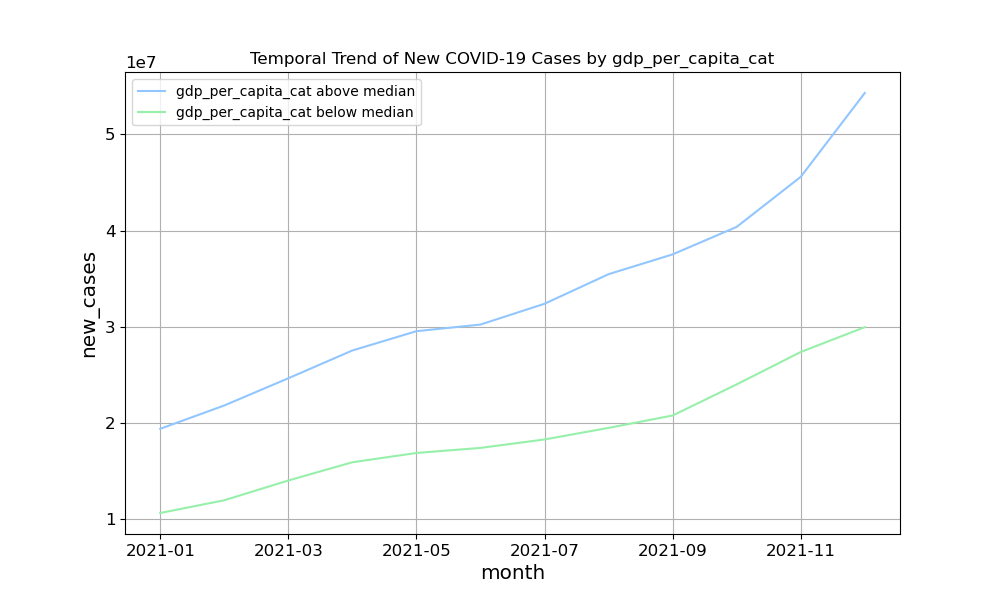 Temporal Trend of New COVID-19 Cases by gdp_per_capita_cat
1e7
gdp_per_capita_cat above median
gdp_per_capita_cat below median
5
4
3
2
1
new_cases
2021-01 2021-03 2021-05 2021-07 2021-09 2021-11
month